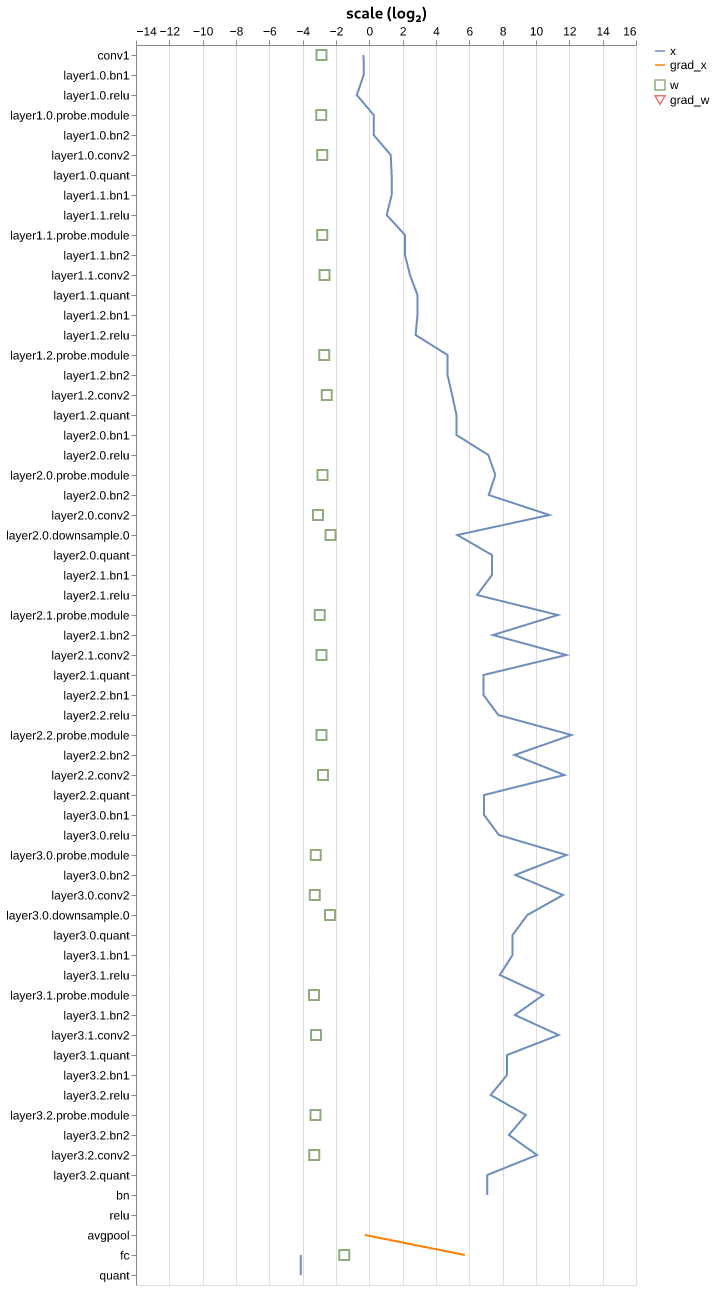 scale (log₂)
−14 −12 −10 −8 −6 −4 −2 0 2 4 6 8 10 12 14 16
x
grad_x
w
grad_w
conv1
layer1.0.bn1
layer1.0.relu
layer1.0.probe.module
layer1.0.bn2
layer1.0.conv2
layer1.0.quant
layer1.1.bn1
layer1.1.relu
layer1.1.probe.module
layer1.1.bn2
layer1.1.conv2
layer1.1.quant
layer1.2.bn1
layer1.2.relu
layer1.2.probe.module
layer1.2.bn2
layer1.2.conv2
layer1.2.quant
layer2.0.bn1
layer2.0.relu
layer2.0.probe.module
layer2.0.bn2
layer2.0.conv2
layer2.0.downsample.0
layer2.0.quant
layer2.1.bn1
layer2.1.relu
layer2.1.probe.module
layer2.1.bn2
layer2.1.conv2
layer2.1.quant
layer2.2.bn1
layer2.2.relu
layer2.2.probe.module
layer2.2.bn2
layer2.2.conv2
layer2.2.quant
layer3.0.bn1
layer3.0.relu
layer3.0.probe.module
layer3.0.bn2
layer3.0.conv2
layer3.0.downsample.0
layer3.0.quant
layer3.1.bn1
layer3.1.relu
layer3.1.probe.module
layer3.1.bn2
layer3.1.conv2
layer3.1.quant
layer3.2.bn1
layer3.2.relu
layer3.2.probe.module
layer3.2.bn2
layer3.2.conv2
layer3.2.quant
bn
relu
avgpool
fc
quant